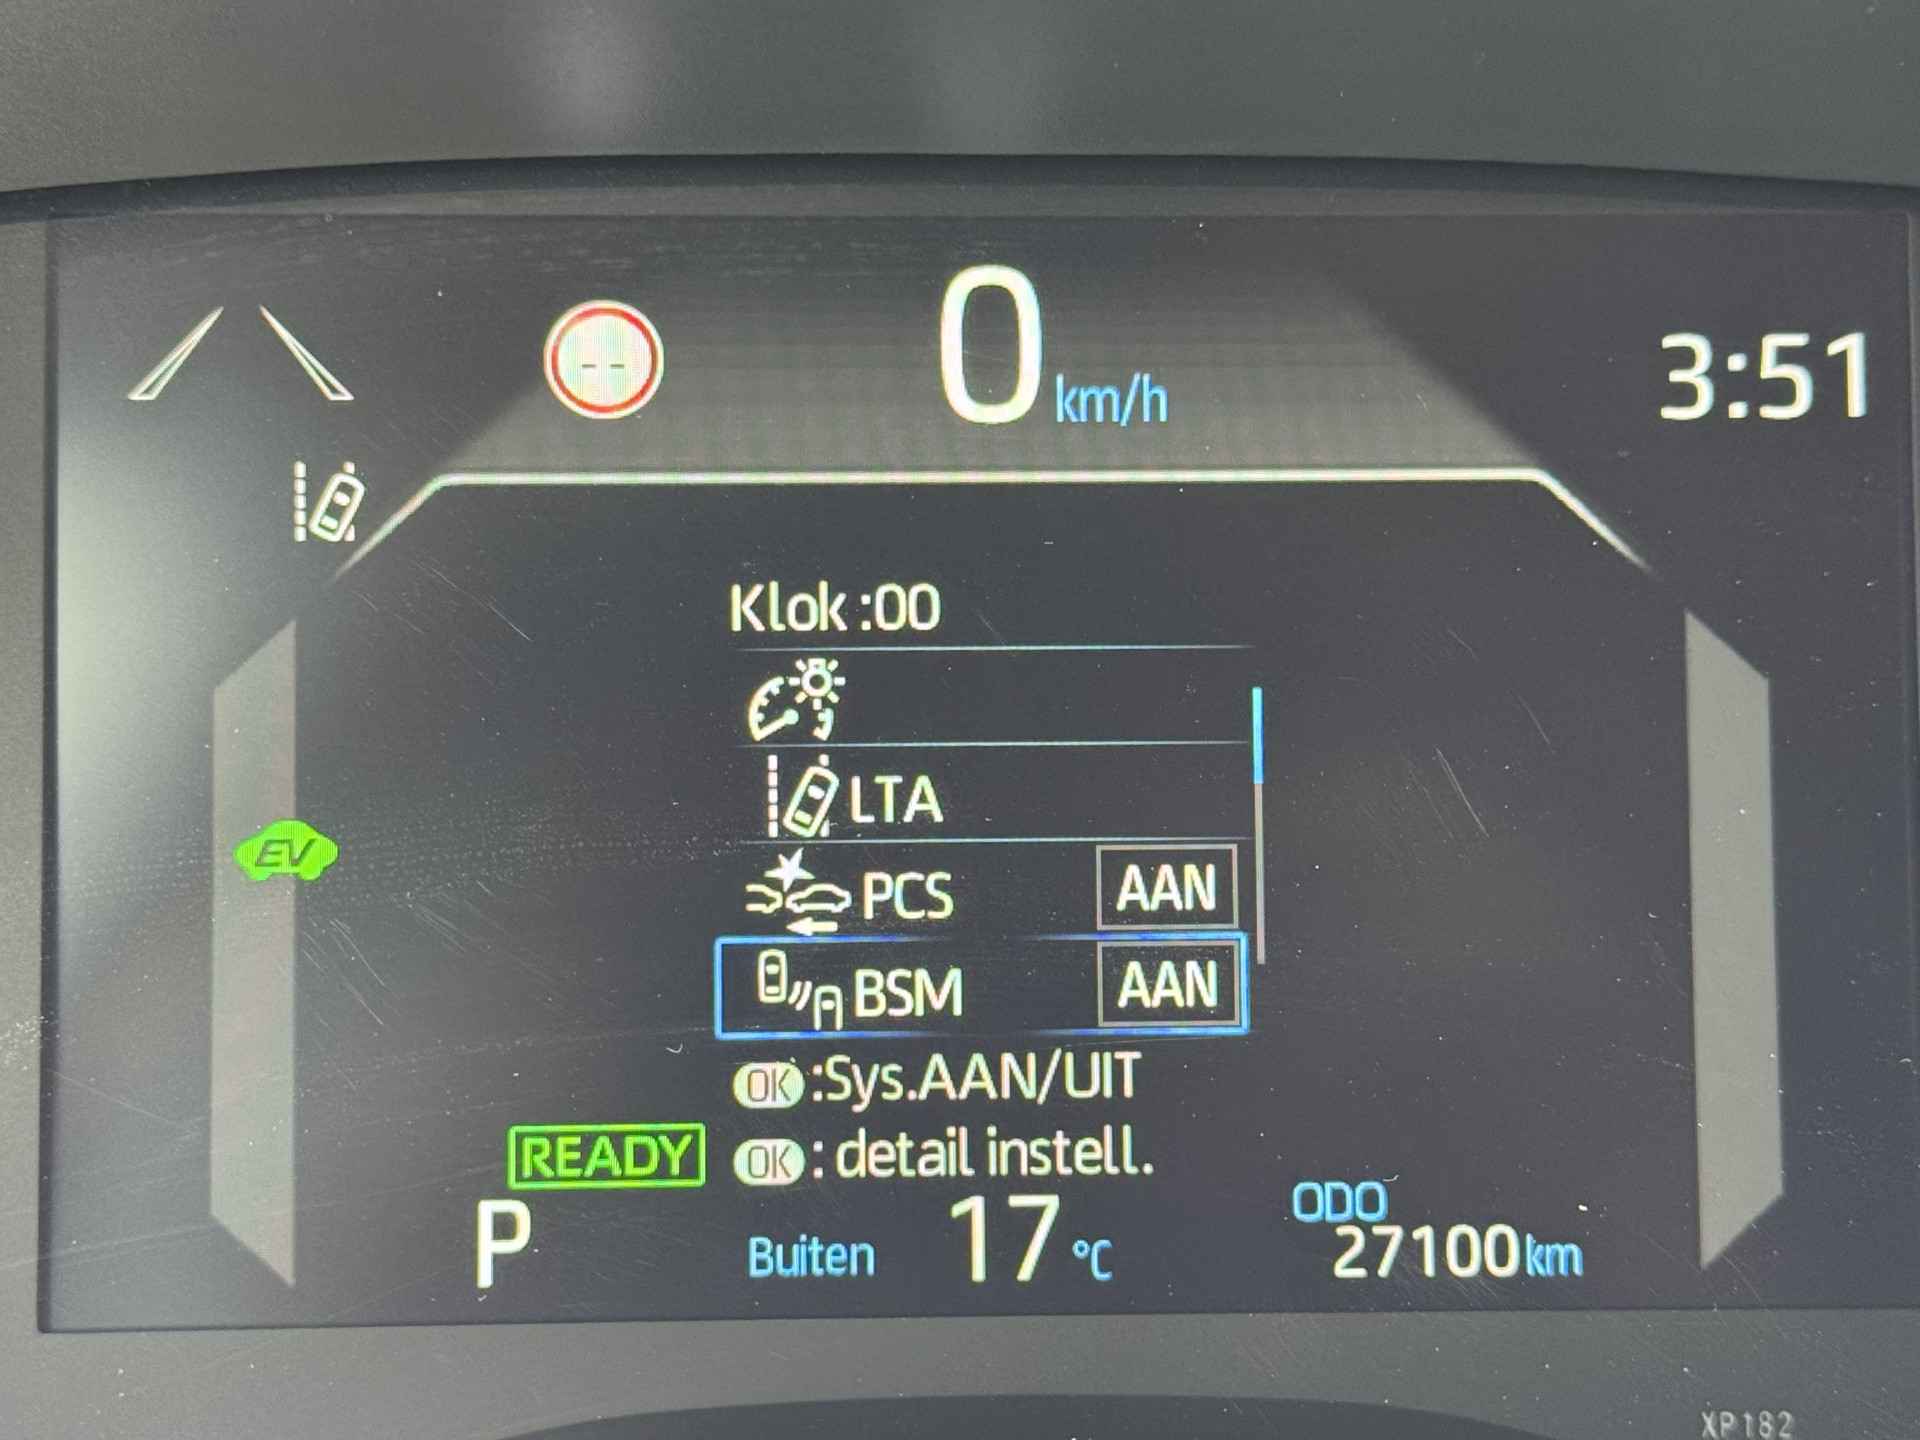 0 km/h
3:51
Klok :00
LTA
PCS AAN
BSM AAN
OK :Sys.AAN/UIT
OK : detail instell.
EV
READY
P
Buiten 17 °C
ODO
27100 km
XP182